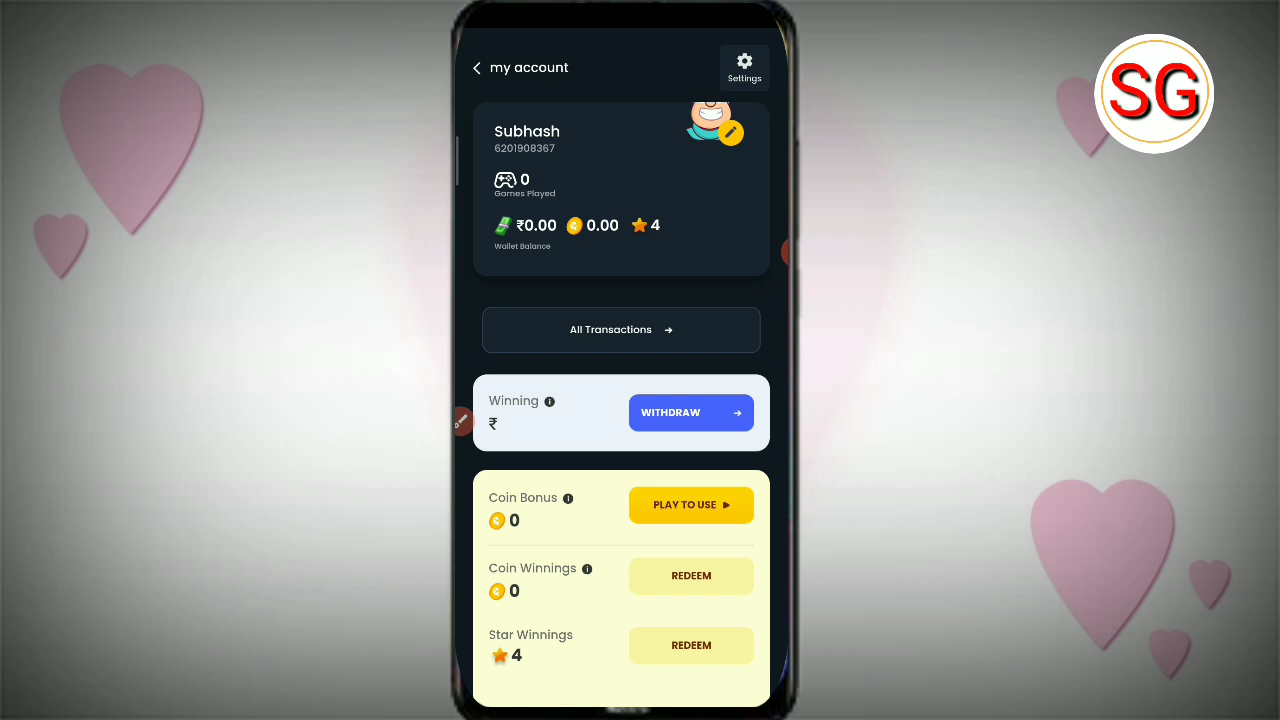 my account
Settings
SG
Subhash
6201908367
0
Games Played
₹0.00 0.00 4
Wallet Balance
All Transactions
Winning
₹
WITHDRAW
Coin Bonus
0
PLAY TO USE
Coin Winnings
0
REDEEM
Star Winnings
4
REDEEM